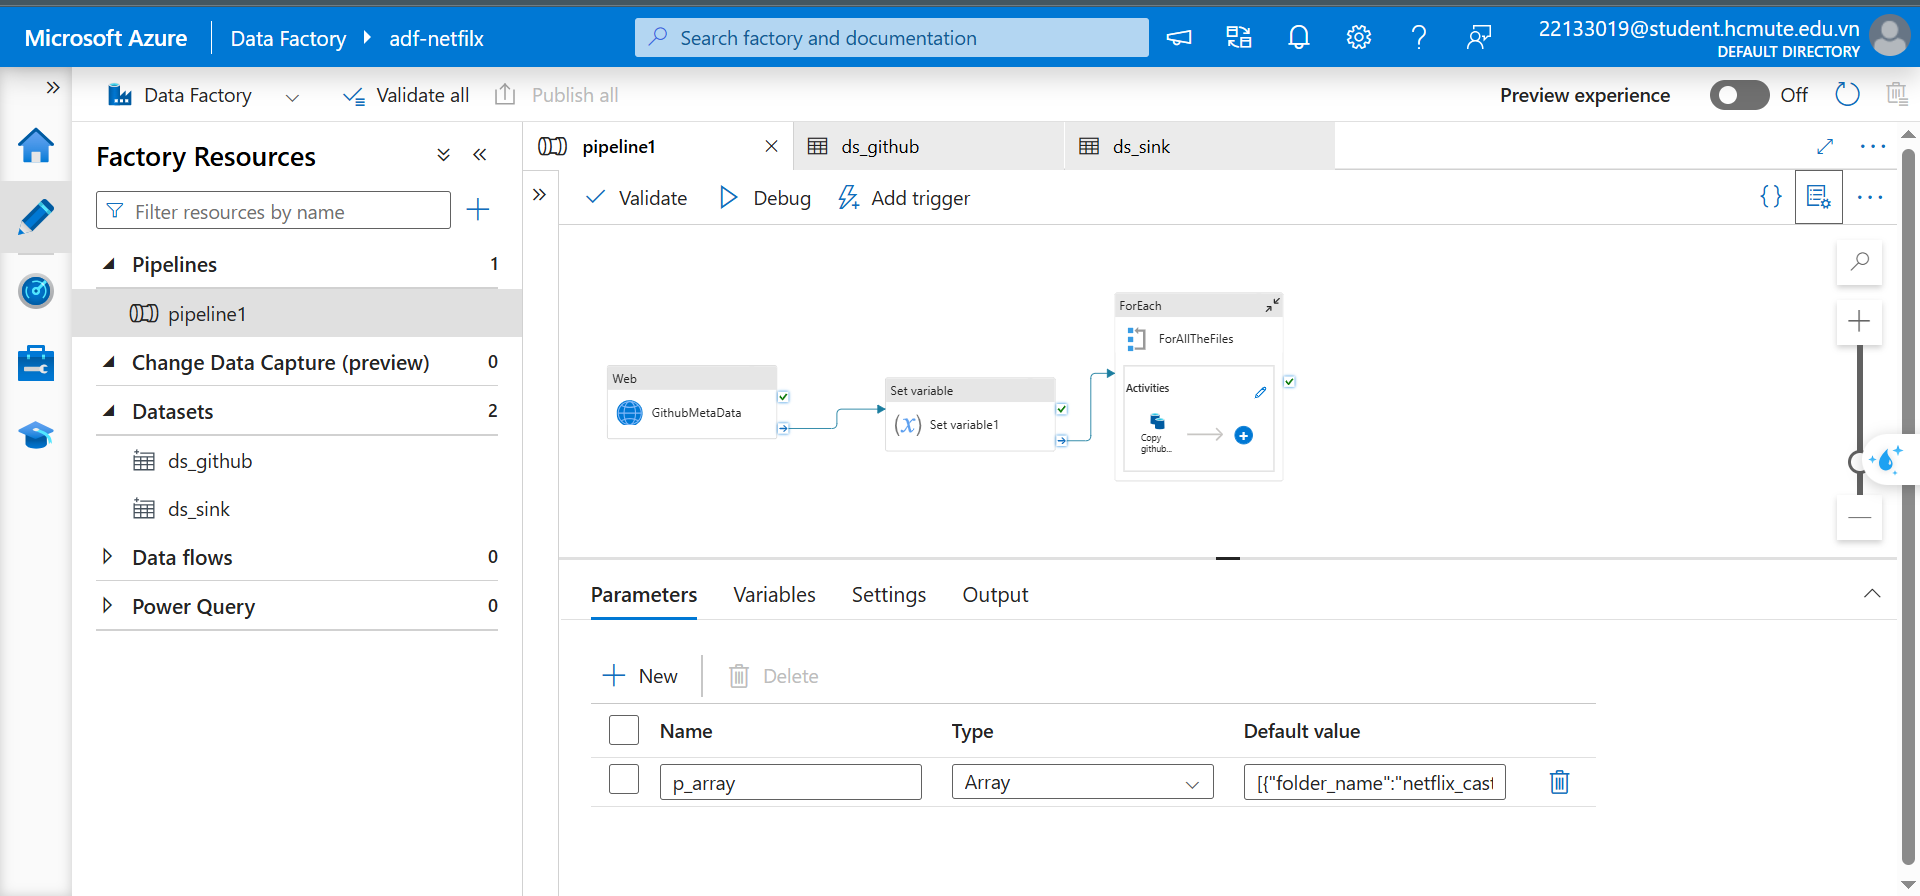 Microsoft Azure
Data Factory
adf-netfilx
Search factory and documentation
22133019@student.hcmute.edu.vn
DEFAULT DIRECTORY
Data Factory
Validate all
Publish all
Preview experience
Off
Factory Resources
Filter resources by name
Pipelines 1
pipeline1
Change Data Capture (preview) 0
Datasets 2
ds_github
ds_sink
Data flows 0
Power Query 0
pipeline1
ds_github
ds_sink
Validate
Debug
Add trigger
Web
GithubMetaData
Set variable
(x) Set variable1
ForEach
ForAllTheFiles
Activities
Copy
github...
Parameters
Variables
Settings
Output
New
Delete
Name Type Default value
p_array Array [{"folder_name":"netflix_cast